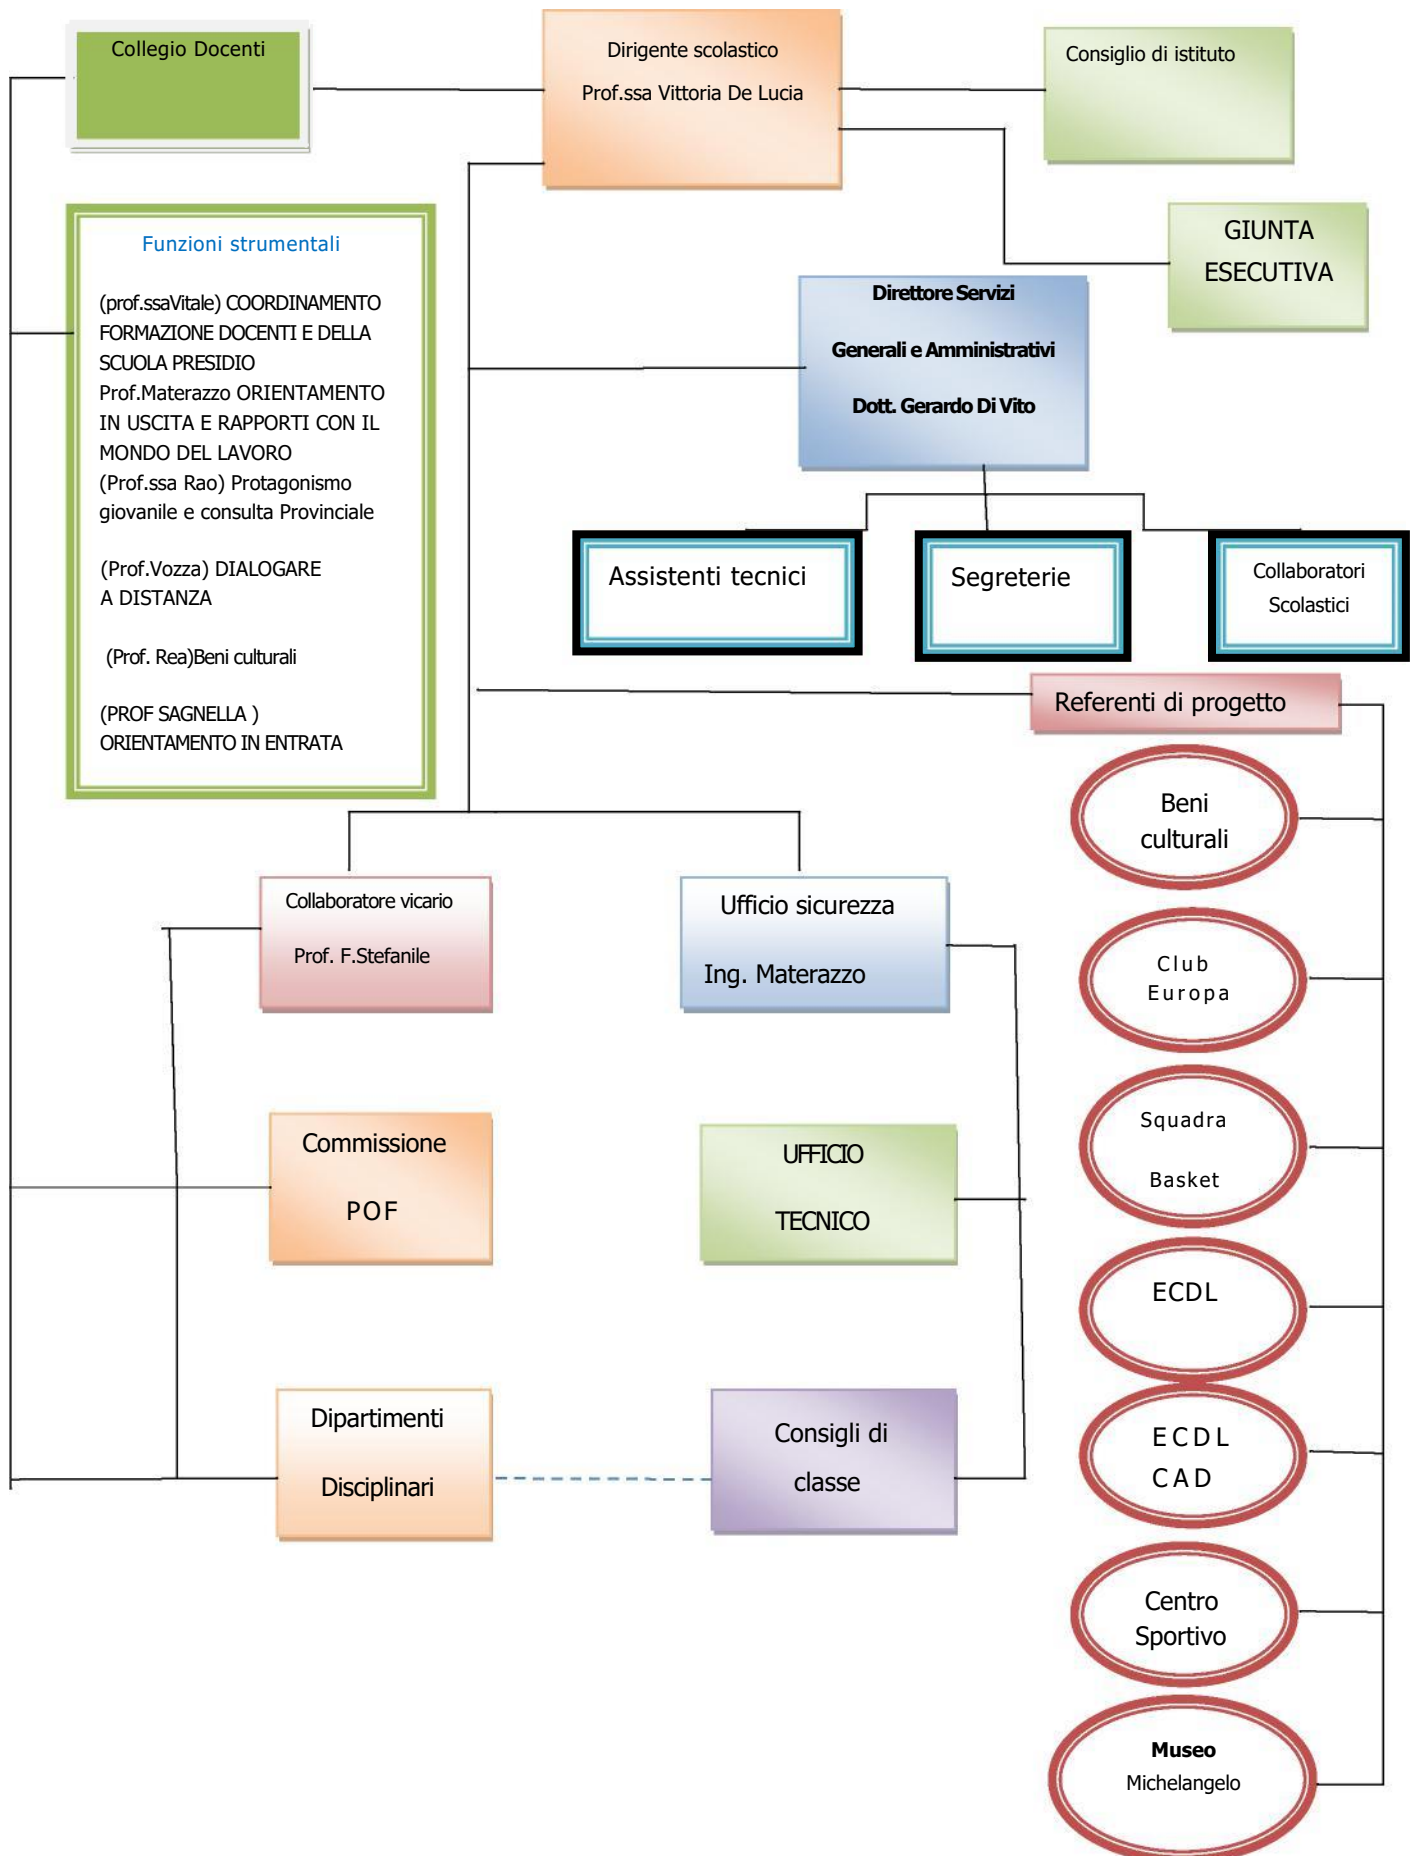 Collegio Docenti
Dirigente scolastico
Prof.ssa Vittoria De Lucia
Consiglio di istituto
GIUNTA
ESECUTIVA
Funzioni strumentali
(prof.ssaVitale) COORDINAMENTO
FORMAZIONE DOCENTI E DELLA
SCUOLA PRESIDIO
Prof.Materazzo ORIENTAMENTO
IN USCITA E RAPPORTI CON IL
MONDO DEL LAVORO
(Prof.ssa Rao) Protagonismo
giovanile e consulta Provinciale
(Prof.Vozza) DIALOGARE
A DISTANZA
(Prof. Rea)Beni culturali
(PROF SAGNELLA )
ORIENTAMENTO IN ENTRATA
Direttore Servizi
Generali e Amministrativi
Dott. Gerardo Di Vito
Assistenti tecnici
Segreterie
Collaboratori
Scolastici
Referenti di progetto
Beni
culturali
Club
Europa
Squadra
Basket
ECDL
ECDL
CAD
Centro
Sportivo
Museo
Michelangelo
Collaboratore vicario
Prof. F.Stefanile
Ufficio sicurezza
Ing. Materazzo
Commissione
POF
UFFICIO
TECNICO
Dipartimenti
Disciplinari
Consigli di
classe